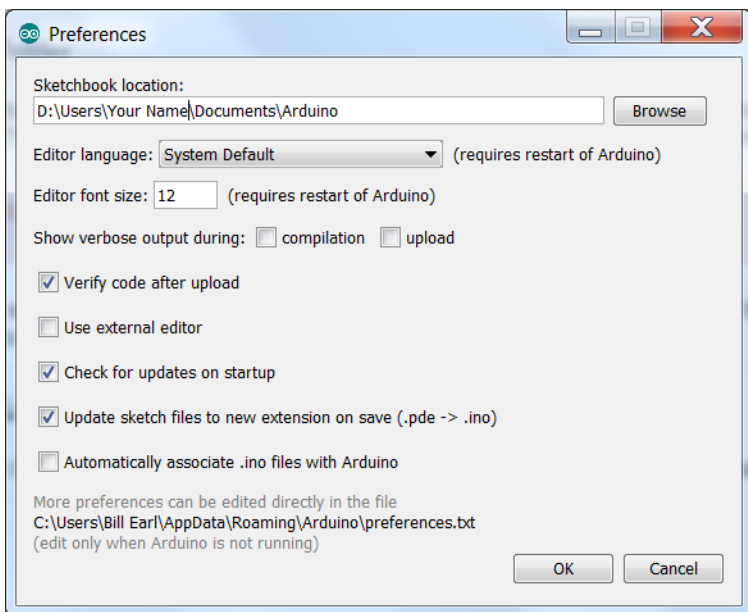 Preferences
Sketchbook location:
D:\Users\Your Name\Documents\Arduino Browse
Editor language: System Default (requires restart of Arduino)
Editor font size: 12 (requires restart of Arduino)
Show verbose output during: compilation upload
Verify code after upload
Use external editor
Check for updates on startup
Update sketch files to new extension on save (.pde -> .ino)
Automatically associate .ino files with Arduino
More preferences can be edited directly in the file
C:\Users\Bill Earl\AppData\Roaming\Arduino\preferences.txt
(edit only when Arduino is not running)
OK Cancel